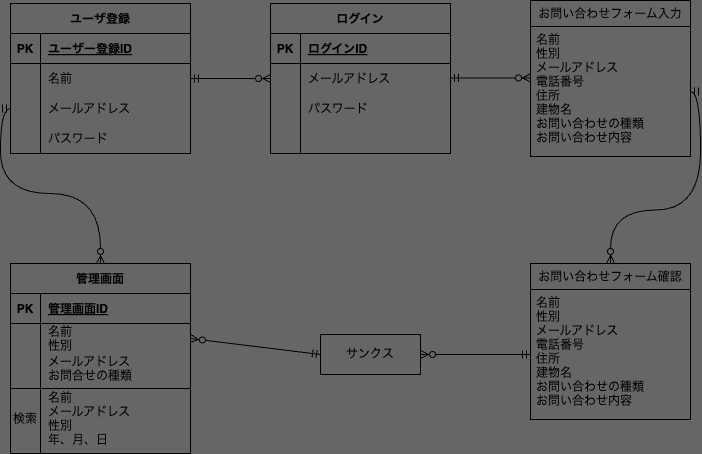 ユーザ登録
PK ユーザー登録ID
名前
メールアドレス
パスワード
ログイン
PK ログインID
メールアドレス
パスワード
お問い合わせフォーム入力
名前
性別
メールアドレス
電話番号
住所
建物名
お問い合わせの種類
お問い合わせ内容
管理画面
PK 管理画面ID
名前
性別
メールアドレス
お問合せの種類
検索
名前
メールアドレス
性別
年、月、日
サンクス
お問い合わせフォーム確認
名前
性別
メールアドレス
電話番号
住所
建物名
お問い合わせの種類
お問い合わせ内容